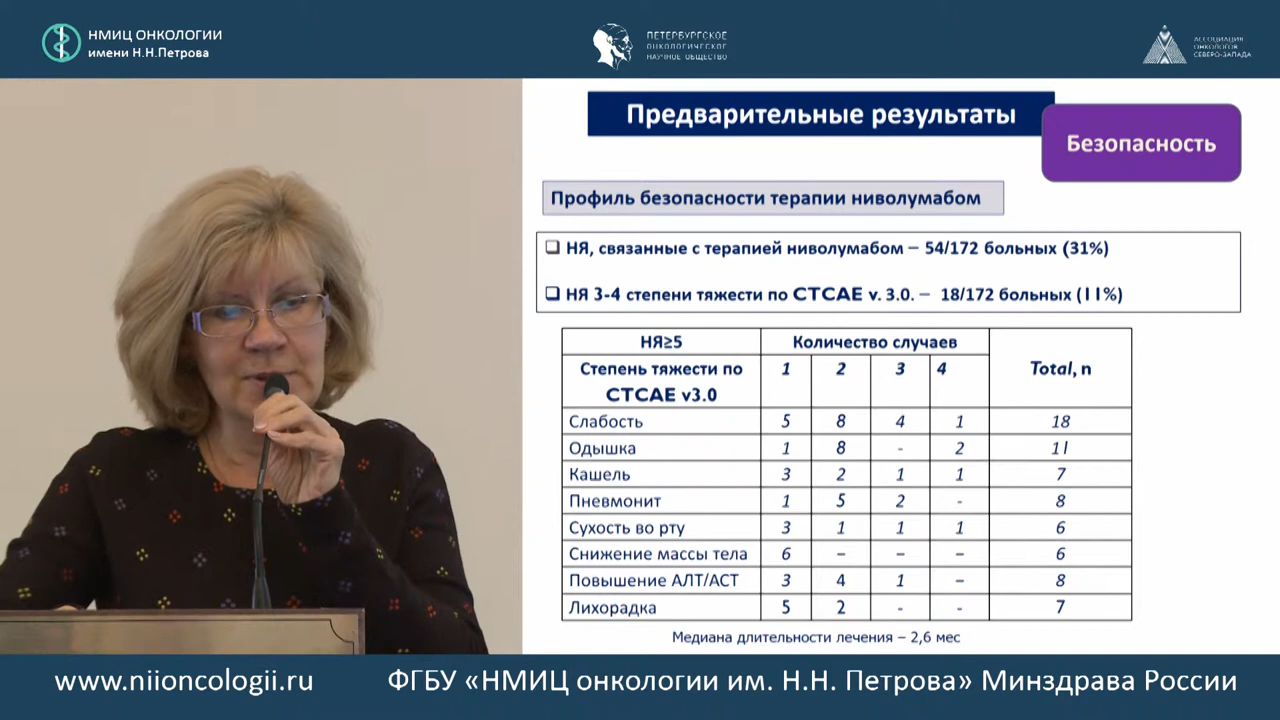 НМИЦ ОНКОЛОГИИ
имени Н.Н.Петрова
ПЕТЕРБУРГСКОЕ
ОНКОЛОГИЧЕСКОЕ
НАУЧНОЕ ОБЩЕСТВО
АССОЦИАЦИЯ
ОНКОЛОГОВ
СЕВЕРО-ЗАПАДА
Предварительные результаты
Безопасность
Профиль безопасности терапии ниволумабом
НЯ, связанные с терапией ниволумабом – 54/172 больных (31%)
НЯ 3-4 степени тяжести по CTCAE v. 3.0. – 18/172 больных (11%)
НЯ≥5 Количество случаев
Степень тяжести по CTCAE v3.0 1 2 3 4 Total, n
Слабость 5 8 4 1 18
Одышка 1 8 - 2 11
Кашель 3 2 1 1 7
Пневмонит 1 5 2 - 8
Сухость во рту 3 1 1 1 6
Снижение массы тела 6 – – – 6
Повышение АЛТ/АСТ 3 4 1 – 8
Лихорадка 5 2 - - 7
Медиана длительности лечения – 2,6 мес
www.niioncologii.ru ФГБУ «НМИЦ онкологии им. Н.Н. Петрова» Минздрава России